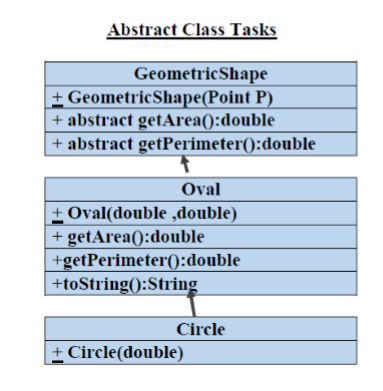 Abstract Class Tasks
GeometricShape
+ GeometricShape(Point P)
+ abstract getArea():double
+ abstract getPerimeter():double
Oval
+ Oval(double ,double)
+ getArea():double
+getPerimeter():double
+toString():String
Circle
+ Circle(double)